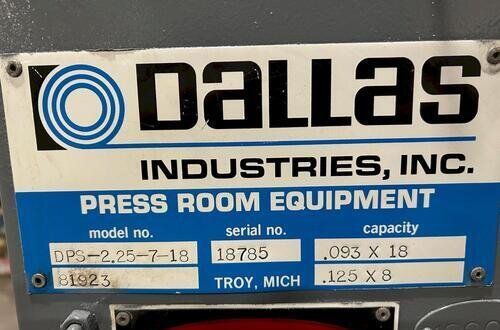 DALLAS
INDUSTRIES, INC.
PRESS ROOM EQUIPMENT
model no. serial no. capacity
DPS-2.25-7-18 18785 .093 X 18
81923 TROY, MICH .125 X 8